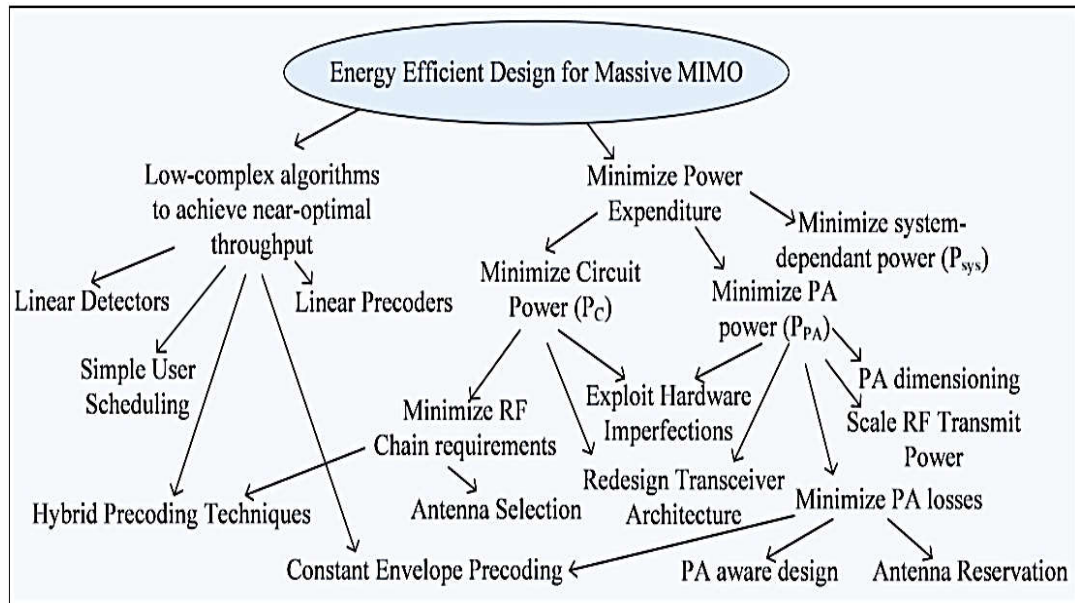 Energy Efficient Design for Massive MIMO
Low-complex algorithms
to achieve near-optimal
throughput
Minimize Power
Expenditure
Minimize system-
dependant power (Psys)
Linear Detectors
Linear Precoders
Minimize Circuit
Power (PC)
Minimize PA
power (PPA)
Simple User
Scheduling
Minimize RF
Chain requirements
Exploit Hardware
Imperfections
PA dimensioning
Scale RF Transmit
Power
Hybrid Precoding Techniques
Antenna Selection
Redesign Transceiver
Architecture
Minimize PA losses
Constant Envelope Precoding
PA aware design
Antenna Reservation